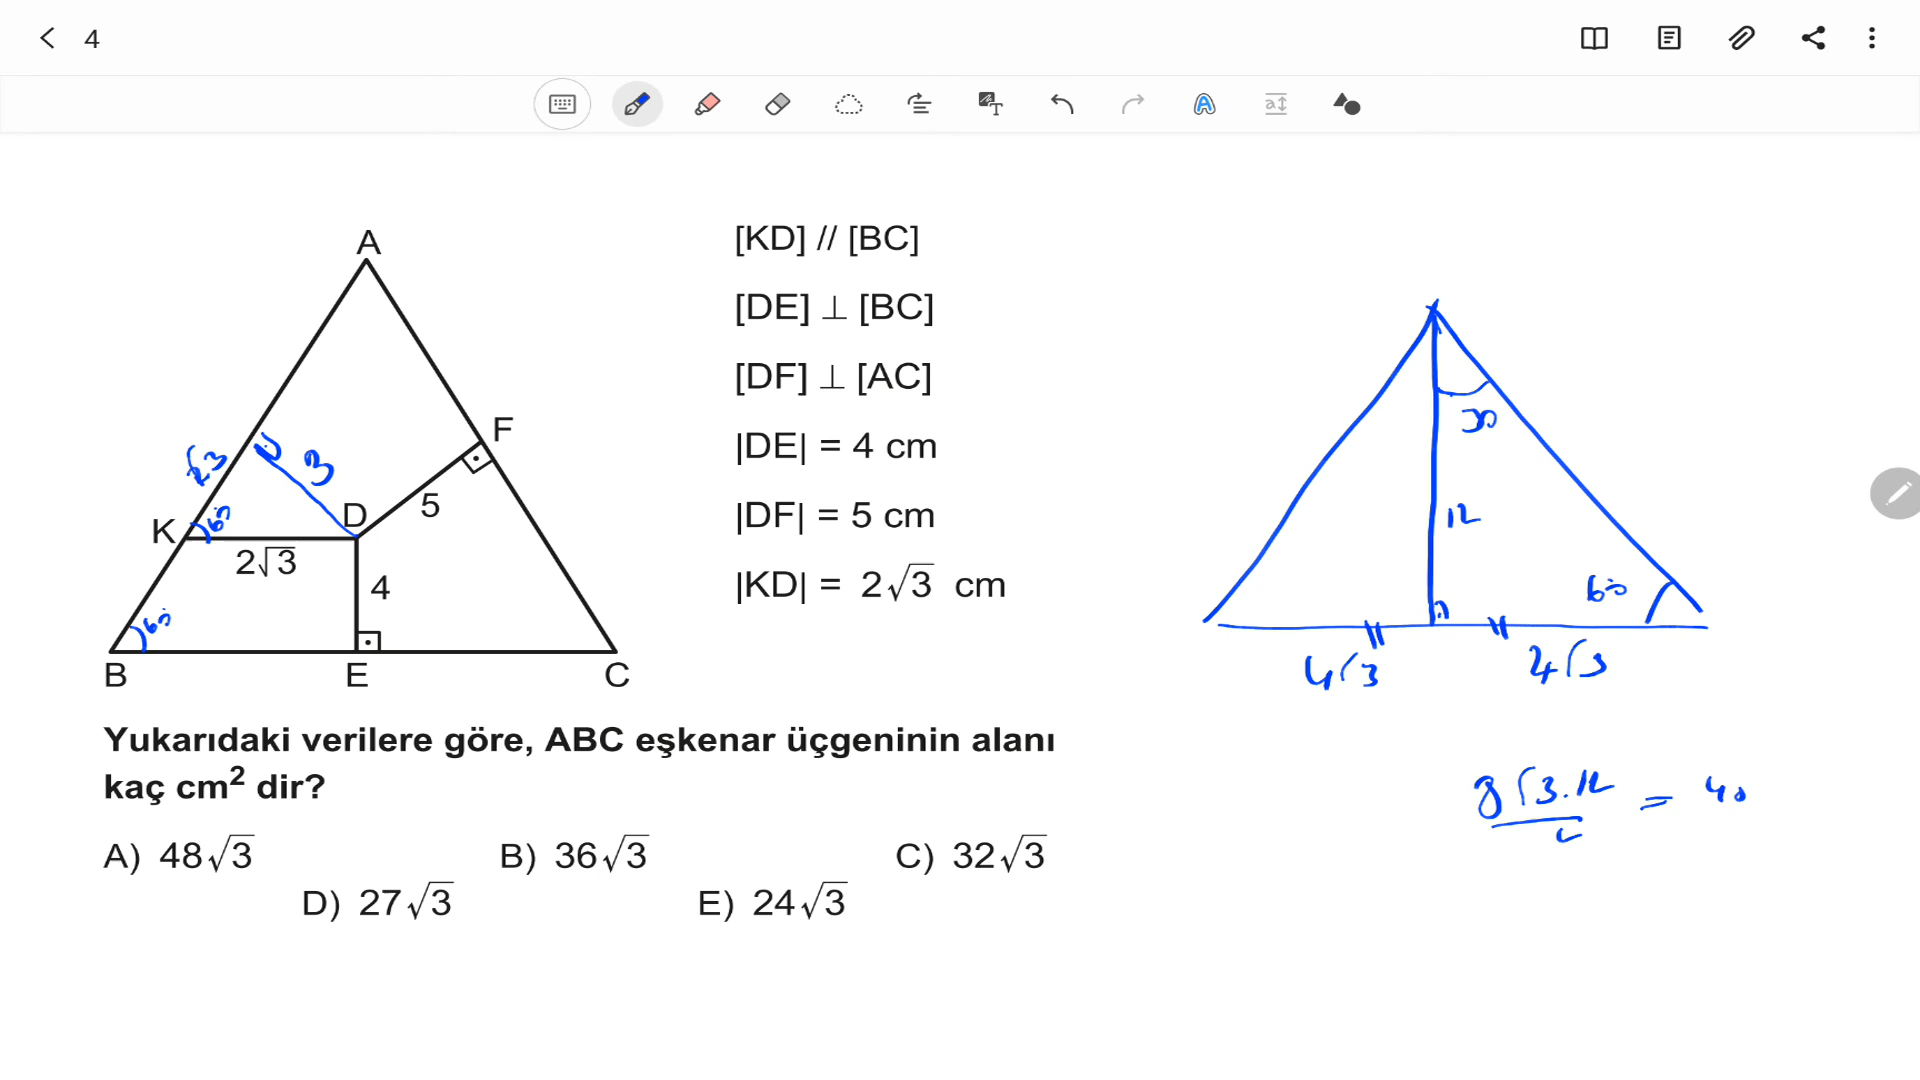 4
A
[KD] // [BC]
[DE] ⊥ [BC]
[DF] ⊥ [AC]
|DE| = 4 cm
|DF| = 5 cm
|KD| = 2√3 cm
F
√3
3
5
D
K
60
2√3
4
60
B
E
C
30
12
60
4√3
4√3
Yukarıdaki verilere göre, ABC eşkenar üçgeninin alanı
kaç cm² dir?
8√3.12
=
2
A) 48√3 B) 36√3 C) 32√3
D) 27√3 E) 24√3